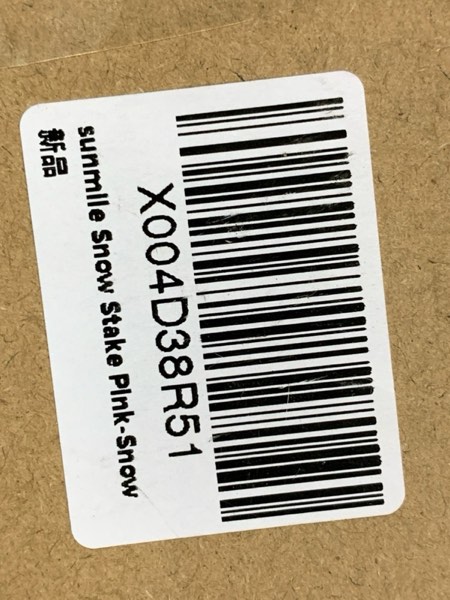 X004D38R51
sunmile Snow Stake Pink-Snow
新品